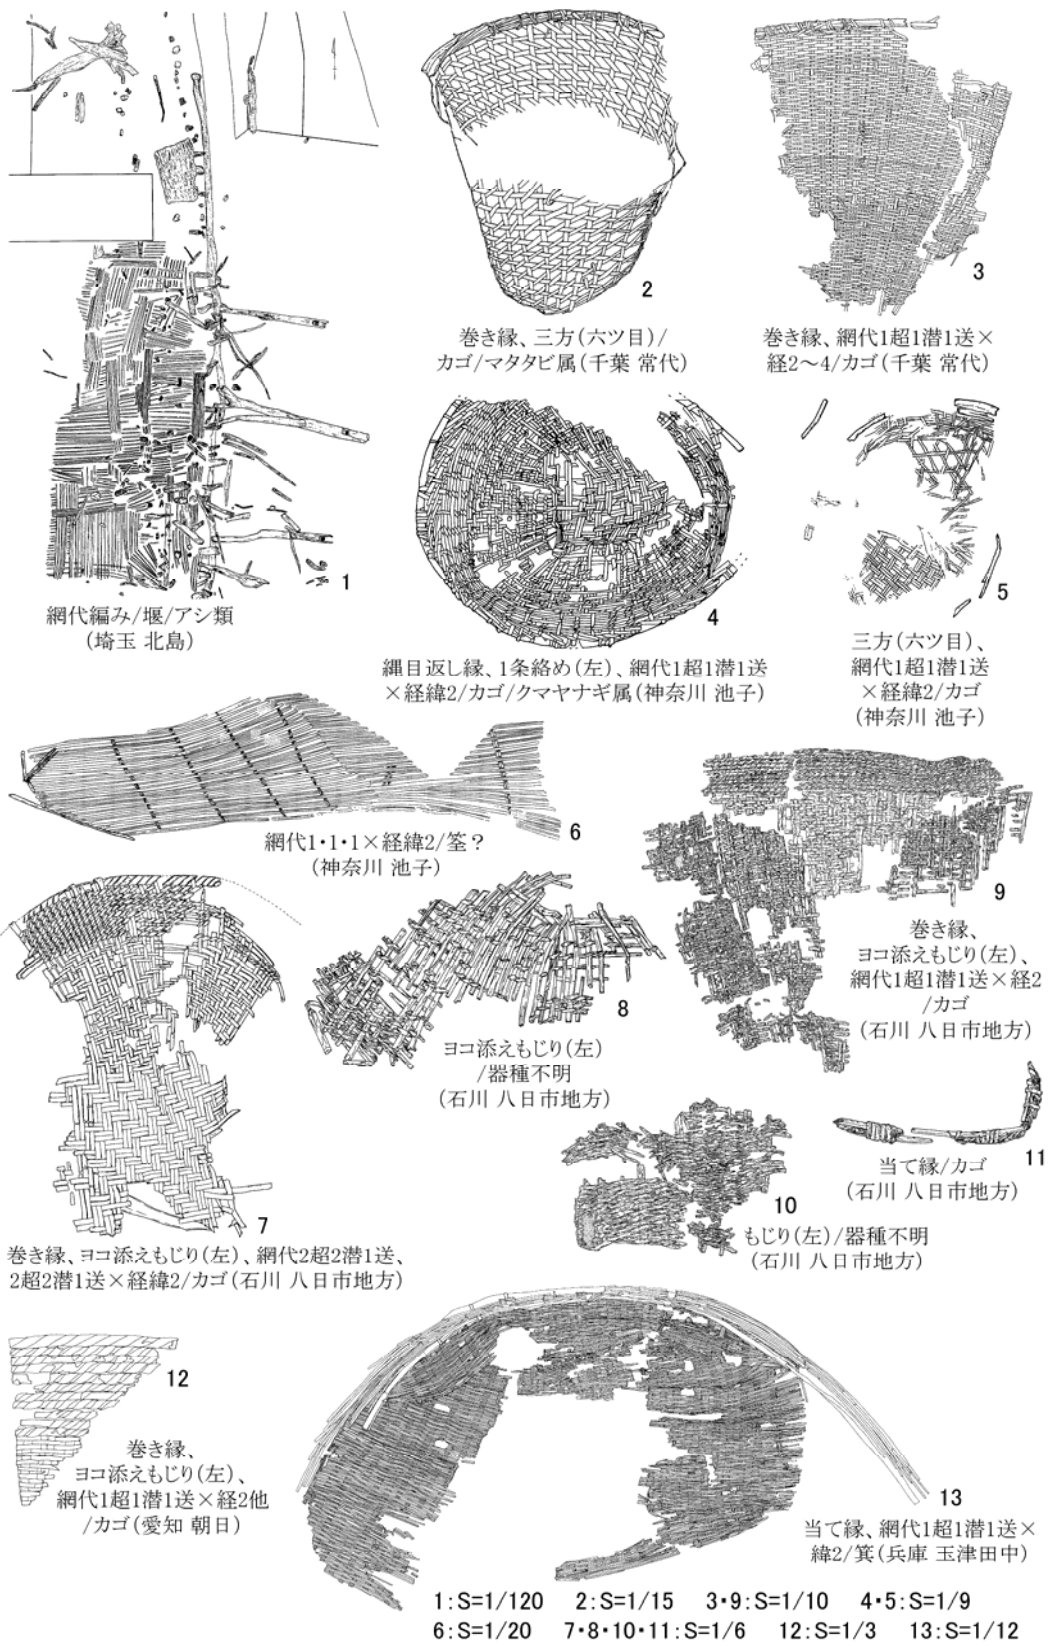 1
網代編み/堰/アシ類
(埼玉 北島)
2
巻き縁、三方(六ツ目)/
カゴ/マタタビ属(千葉 常代)
3
巻き縁、網代1超1潜1送×
経2～4/カゴ(千葉 常代)
4
縄目返し縁、1条絡め(左)、網代1超1潜1送
×経緯2/カゴ/クマヤナギ属(神奈川 池子)
5
三方(六ツ目)、
網代1超1潜1送
×経緯2/カゴ
(神奈川 池子)
6
網代1・1・1×経緯2/筌?
(神奈川 池子)
7
巻き縁、ヨコ添えもじり(左)、網代2超2潜1送、
2超2潜1送×経緯2/カゴ(石川 八日市地方)
8
ヨコ添えもじり(左)
/器種不明
(石川 八日市地方)
9
巻き縁、
ヨコ添えもじり(左)、
網代1超1潜1送×経2
/カゴ
(石川 八日市地方)
10
もじり(左)/器種不明
(石川 八日市地方)
11
当て縁/カゴ
(石川 八日市地方)
12
巻き縁、
ヨコ添えもじり(左)、
網代1超1潜1送×経2他
/カゴ(愛知 朝日)
13
当て縁、網代1超1潜1送×
緯2/箕(兵庫 玉津田中)
1:S=1/120 2:S=1/15 3・9:S=1/10 4・5:S=1/9
6:S=1/20 7・8・10・11:S=1/6 12:S=1/3 13:S=1/12